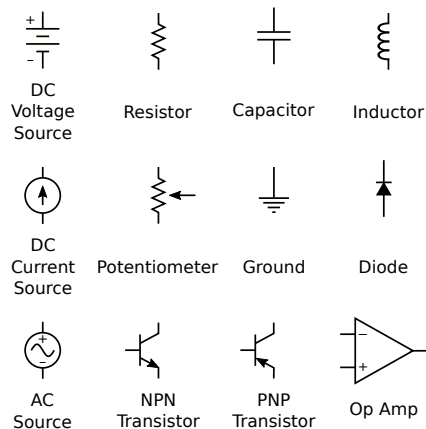 +
−
DC
Voltage
Source
Resistor
Capacitor
Inductor
DC
Current
Source
Potentiometer
Ground
Diode
+
−
AC
Source
NPN
Transistor
PNP
Transistor
−
+
Op Amp